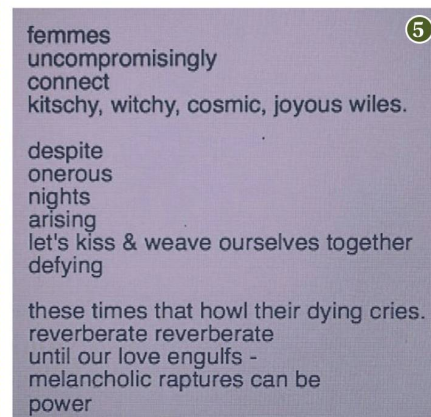 5
femmes
uncompromisingly
connect
kitschy, witchy, cosmic, joyous wiles.
despite
onerous
nights
arising
let's kiss & weave ourselves together
defying
these times that howl their dying cries.
reverberate reverberate
until our love engulfs -
melancholic raptures can be
power